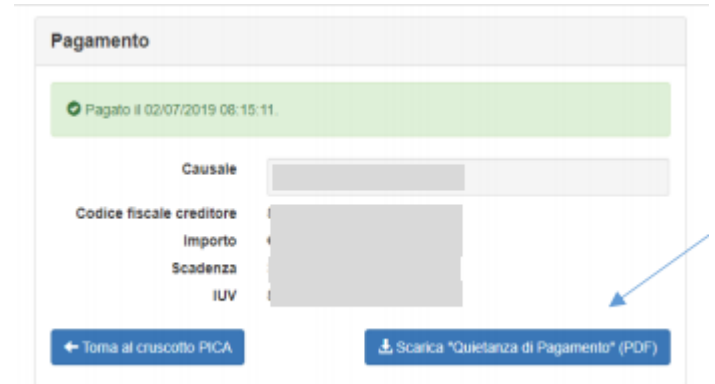 Pagamento
Pagato il 02/07/2019 08:15:11.
Causale
Codice fiscale creditore
Importo
Scadenza
IUV
Torna al cruscotto PICA
Scarica "Quietanza di Pagamento" (PDF)